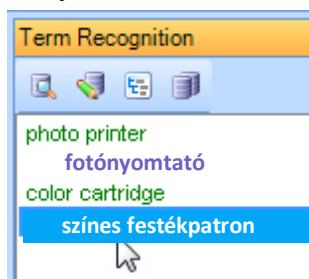 Term Recognition
photo printer
fotónyomtató
color cartridge
színes festékpatron